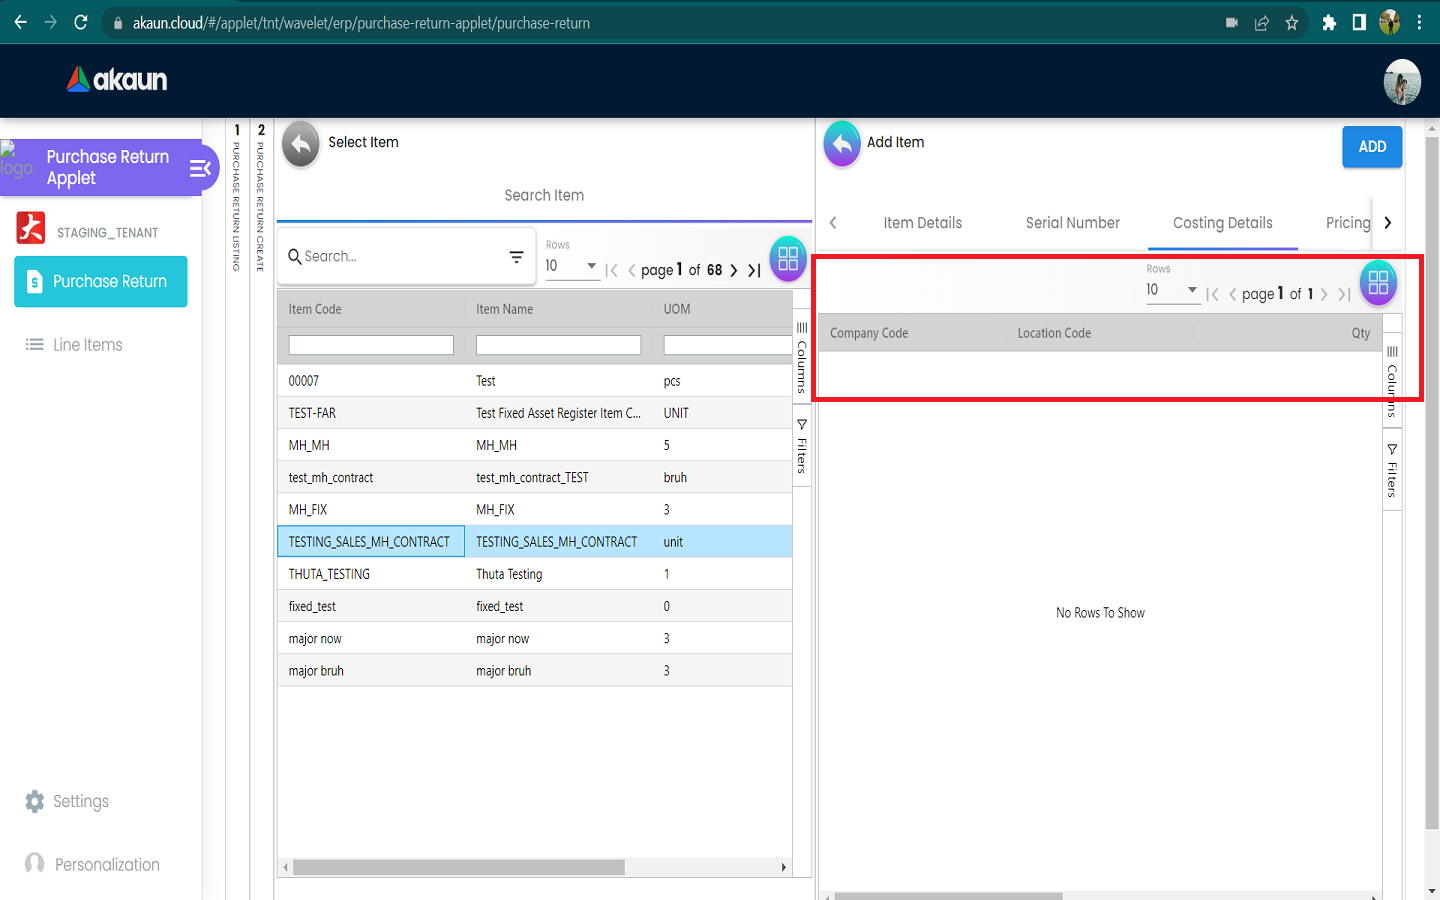 akaun.cloud/#/applet/tnt/wavelet/erp/purchase-return-applet/purchase-return
akaun
logo
Purchase Return
Applet
STAGING_TENANT
Purchase Return
Line Items
Settings
Personalization
1 PURCHASE RETURN LISTING
2 PURCHASE RETURN CREATE
Select Item
Search Item
Search...
Rows
10
page 1 of 68
Item Code Item Name UOM
00007 Test pcs
TEST-FAR Test Fixed Asset Register Item C... UNIT
MH_MH MH_MH 5
test_mh_contract test_mh_contract_TEST bruh
MH_FIX MH_FIX 3
TESTING_SALES_MH_CONTRACT TESTING_SALES_MH_CONTRACT unit
THUTA_TESTING Thuta Testing 1
fixed_test fixed_test 0
major now major now 3
major bruh major bruh 3
Columns
Filters
Add Item
ADD
Item Details Serial Number Costing Details Pricing
Rows
10
page 1 of 1
Company Code Location Code Qty
Columns
Filters
No Rows To Show